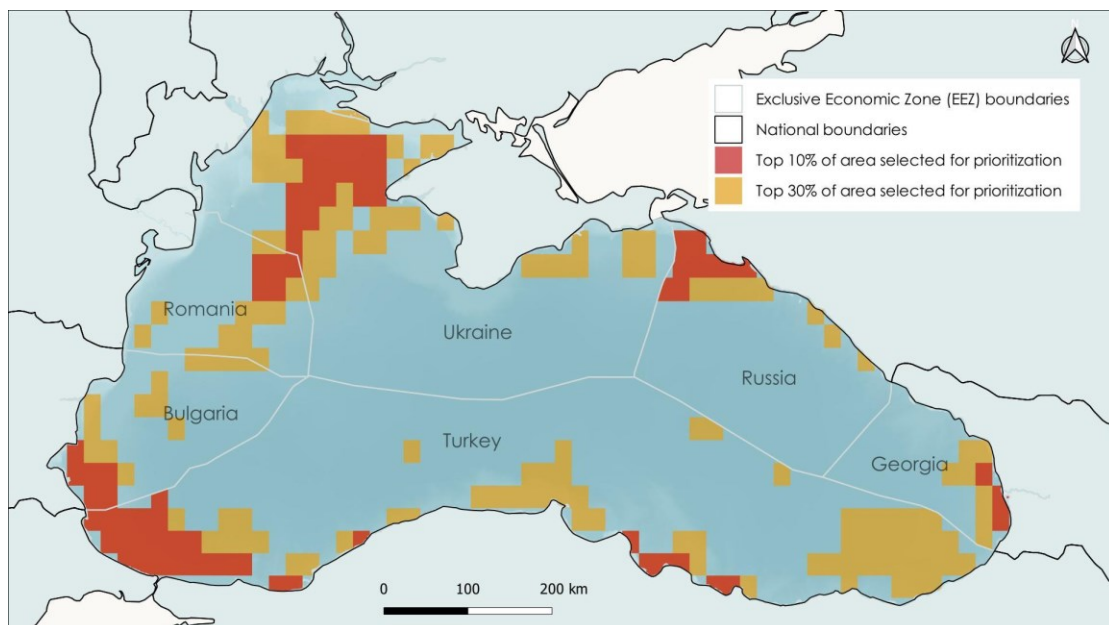 N
Exclusive Economic Zone (EEZ) boundaries
National boundaries
Top 10% of area selected for prioritization
Top 30% of area selected for prioritization
Romania
Ukraine
Russia
Bulgaria
Turkey
Georgia
0 100 200 km